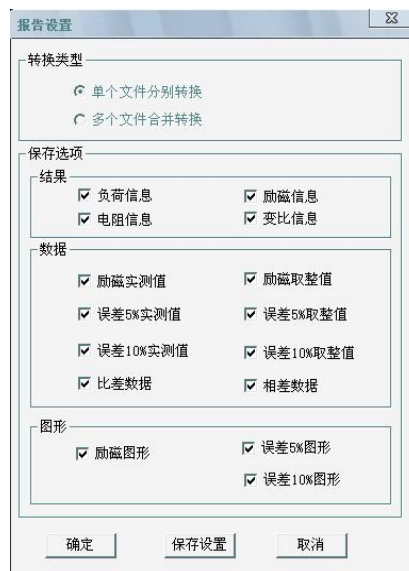 报告设置
转换类型
单个文件分别转换
多个文件合并转换
保存选项
结果
负荷信息 励磁信息
电阻信息 变比信息
数据
励磁实测值 励磁取整值
误差5%实测值 误差5%取整值
误差10%实测值 误差10%取整值
比差数据 相差数据
图形
励磁图形 误差5%图形
误差10%图形
确定 保存设置 取消